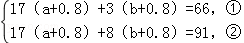 17（a+0.8）+3（b+0.8）=66，①
17（a+0.8）+8（b+0.8）=91，②